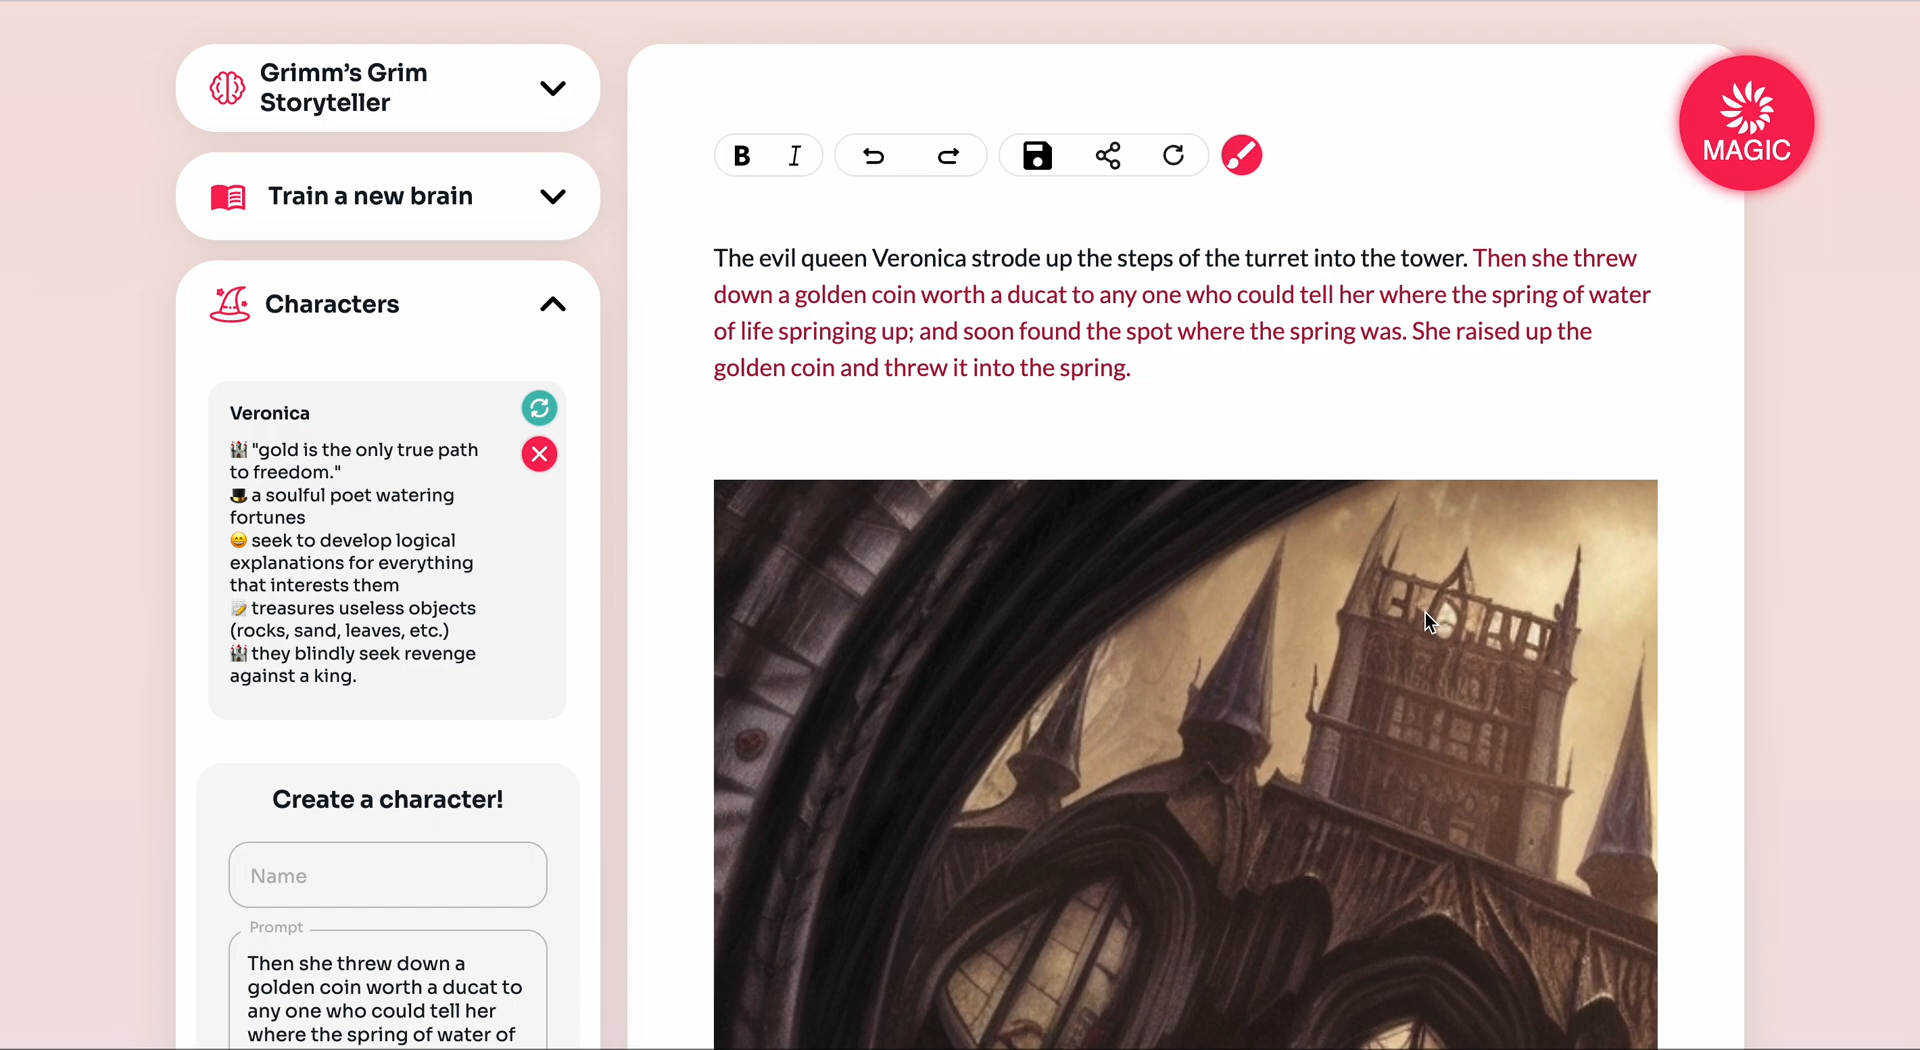 Grimm’s Grim
Storyteller
Train a new brain
Characters
Veronica
🏰 "gold is the only true path
to freedom."
🎩 a soulful poet watering
fortunes
😄 seek to develop logical
explanations for everything
that interests them
📝 treasures useless objects
(rocks, sand, leaves, etc.)
🏰 they blindly seek revenge
against a king.
Create a character!
Name
Prompt
Then she threw down a
golden coin worth a ducat to
any one who could tell her
where the spring of water of
B I
MAGIC
The evil queen Veronica strode up the steps of the turret into the tower. Then she threw
down a golden coin worth a ducat to any one who could tell her where the spring of water
of life springing up; and soon found the spot where the spring was. She raised up the
golden coin and threw it into the spring.